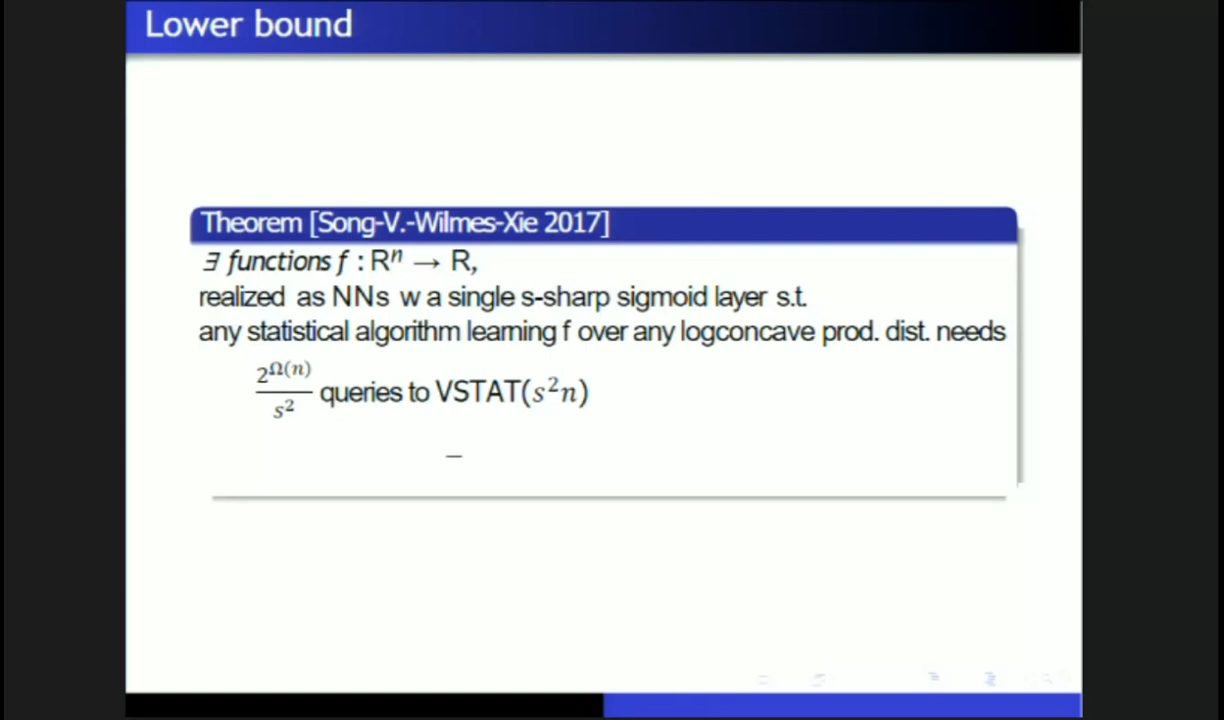 Lower bound
Theorem [Song-V.-Wilmes-Xie 2017]
∃ functions f : Rⁿ → R,
realized as NNs w a single s-sharp sigmoid layer s.t.
any statistical algorithm learning f over any logconcave prod. dist. needs
2^Ω(n) / s² queries to VSTAT(s²n)